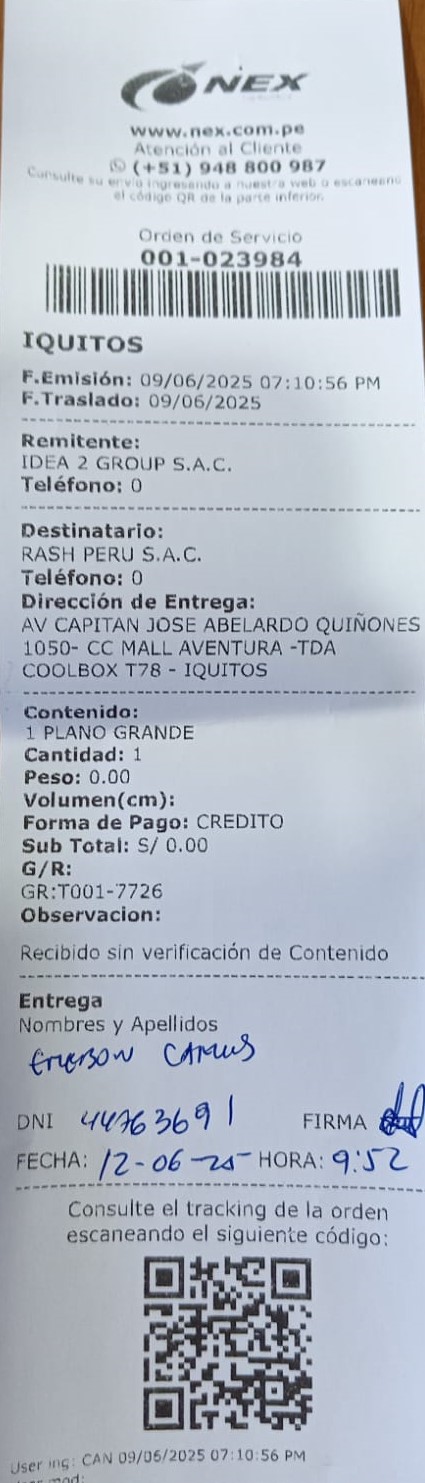 NEX
www.nex.com.pe
Atención al Cliente
(+51) 948 800 987
Consulte su envío ingresando a nuestra web o escaneando
el código QR de la parte inferior.
Orden de Servicio
001-023984
IQUITOS
F.Emisión: 09/06/2025 07:10:56 PM
F.Traslado: 09/06/2025
Remitente:
IDEA 2 GROUP S.A.C.
Teléfono: 0
Destinatario:
RASH PERU S.A.C.
Teléfono: 0
Dirección de Entrega:
AV CAPITAN JOSE ABELARDO QUIÑONES
1050- CC MALL AVENTURA -TDA
COOLBOX T78 - IQUITOS
Contenido:
1 PLANO GRANDE
Cantidad: 1
Peso: 0.00
Volumen(cm):
Forma de Pago: CREDITO
Sub Total: S/ 0.00
G/R:
GR:T001-7726
Observacion:
Recibido sin verificación de Contenido
Entrega
Nombres y Apellidos
Emerson
DNI 44763691 FIRMA
FECHA: 12-06-25 HORA: 9:52
Consulte el tracking de la orden
escaneando el siguiente código:
User ing: CAN 09/06/2025 07:10:56 PM